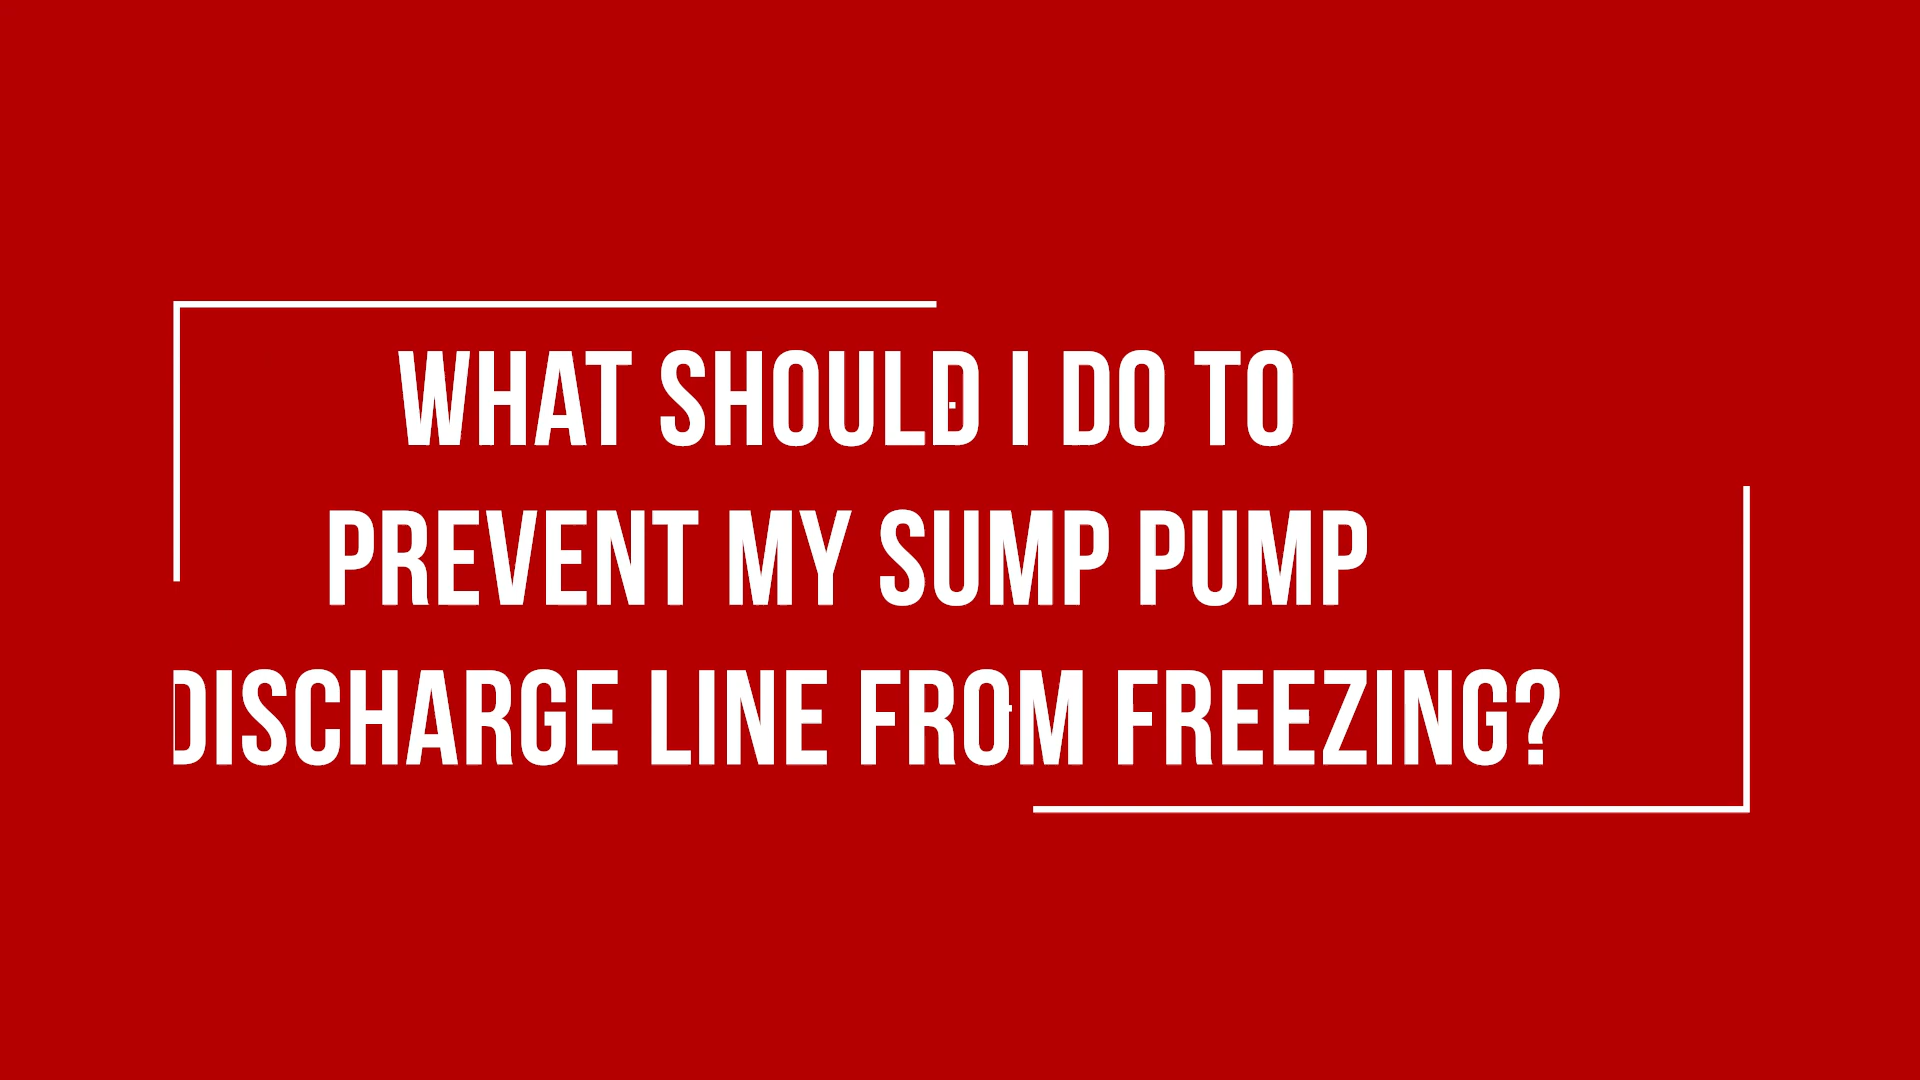 WHAT SHOULD I DO TO
PREVENT MY SUMP PUMP
DISCHARGE LINE FROM FREEZING?